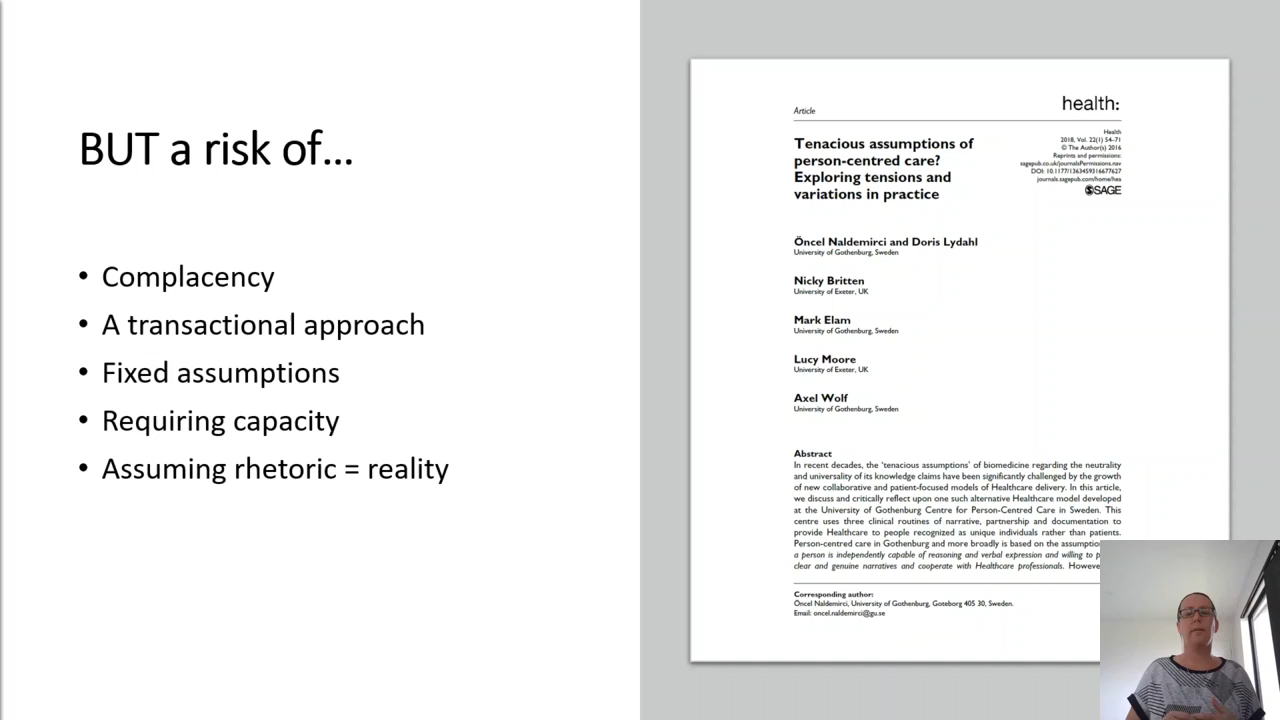 BUT a risk of...
• Complacency
• A transactional approach
• Fixed assumptions
• Requiring capacity
• Assuming rhetoric = reality
Article
health:
Tenacious assumptions of
person-centred care?
Exploring tensions and
variations in practice
Health
2018, Vol. 22(1) 54–71
© The Author(s) 2016
Reprints and permissions:
sagepub.co.uk/journalsPermissions.nav
DOI: 10.1177/1363459316677627
journals.sagepub.com/home/hea
SAGE
Öncel Naldemirci and Doris Lydahl
University of Gothenburg, Sweden
Nicky Britten
University of Exeter, UK
Mark Elam
University of Gothenburg, Sweden
Lucy Moore
University of Exeter, UK
Axel Wolf
University of Gothenburg, Sweden
Abstract
In recent decades, the ‘tenacious assumptions’ of biomedicine regarding the neutrality
and universality of its knowledge claims have been significantly challenged by the growth
of new collaborative and patient-focused models of Healthcare delivery. In this article,
we discuss and critically reflect upon one such alternative Healthcare model developed
at the University of Gothenburg Centre for Person-Centred Care in Sweden. This
centre uses three clinical routines of narrative, partnership and documentation to
provide Healthcare to people recognized as unique individuals rather than patients.
Person-centred care in Gothenburg and more broadly is based on the assumption
a person is independently capable of reasoning and verbal expression and willing to
clear and genuine narratives and cooperate with Healthcare professionals.
Corresponding author:
Öncel Naldemirci, University of Gothenburg, Goteborg 405 30, Sweden.
Email: oncel.naldemirci@gu.se